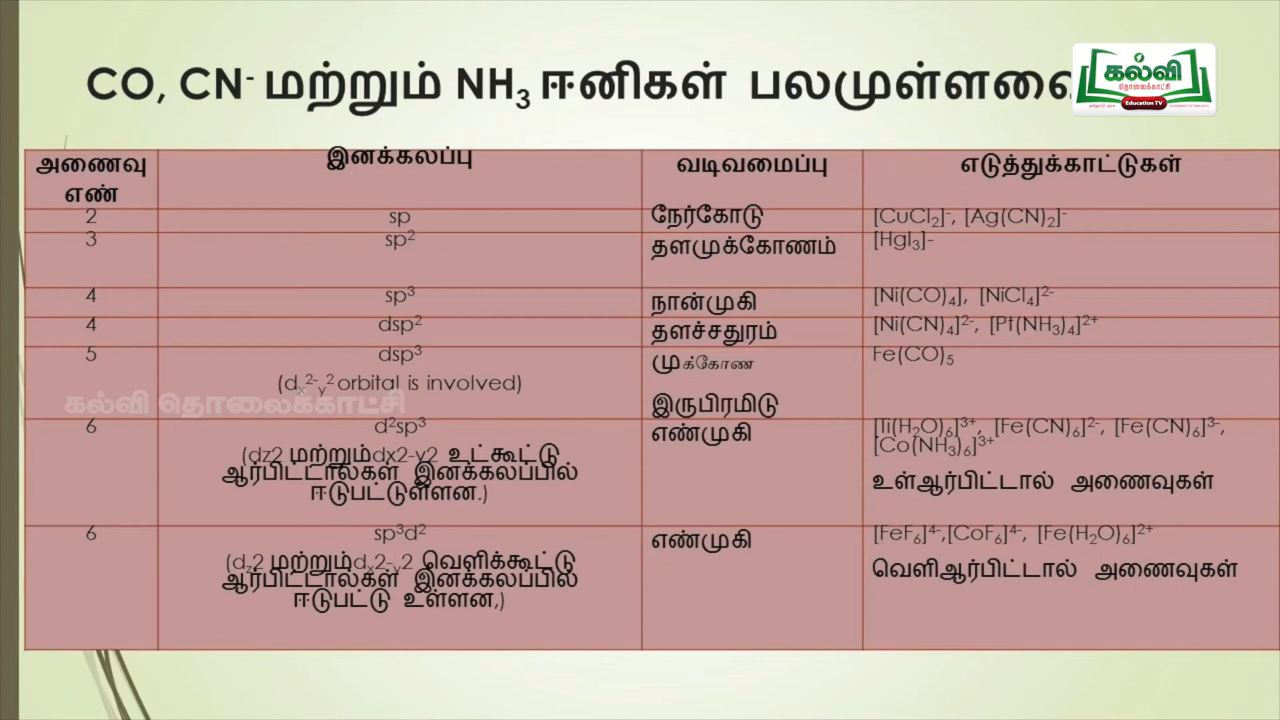 CO, CN⁻ மற்றும் NH₃ ஈனிகள் பலமுள்ளவை
கல்வி
தொலைக்காட்சி
Education TV
அணைவு எண் இனக்கலப்பு வடிவமைப்பு எடுத்துக்காட்டுகள்
2 sp நேர்கோடு [CuCl₂]⁻, [Ag(CN)₂]⁻
3 sp² தளமுக்கோணம் [HgI₃]⁻
4 sp³ நான்முகி [Ni(CO)₄], [NiCl₄]²⁻
4 dsp² தளச்சதுரம் [Ni(CN)₄]²⁻, [Pt(NH₃)₄]²⁺
5 dsp³ முக்கோண Fe(CO)₅
(dₓ²⁻ᵧ² orbital is involved)
இருபிரமிடு
கல்வி தொலைக்காட்சி
6 d²sp³ எண்முகி [Ti(H₂O)₆]³⁺, [Fe(CN)₆]²⁻, [Fe(CN)₆]³⁻,
[Co(NH₃)₆]³⁺
(dz2 மற்றும்dx2-y2 உட்கூட்டு
ஆர்பிட்டால்கள் இனக்கலப்பில்
ஈடுபட்டுள்ளன.)
உள்ஆர்பிட்டால் அணைவுகள்
6 sp³d² எண்முகி [FeF₆]⁴⁻,[CoF₆]⁴⁻, [Fe(H₂O)₆]²⁺
(d_z2 மற்றும்dₓ2-ᵧ2 வெளிக்கூட்டு
ஆர்பிட்டால்கள் இனக்கலப்பில்
ஈடுபட்டு உள்ளன,)
வெளிஆர்பிட்டால் அணைவுகள்